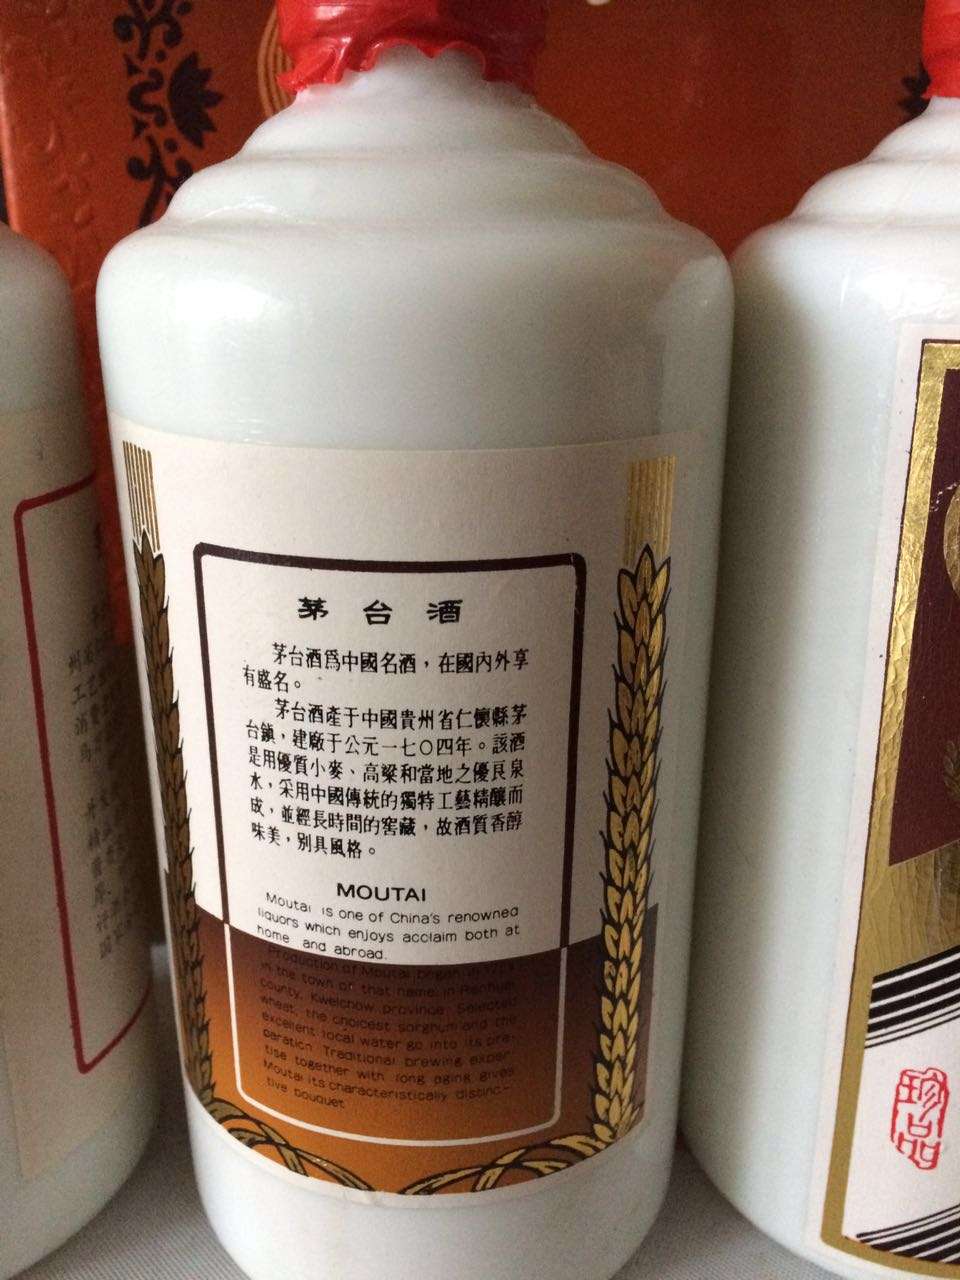 茅台酒
茅台酒爲中國名酒，在國內外享
有盛名。
茅台酒產于中國貴州省仁懷縣茅
台鎮，建廠于公元一七〇四年。該酒
是用優質小麥、高粱和當地之優良泉
水，采用中國傳統的獨特工藝精釀而
成，並經長時間的窖藏，故酒質香醇
味美，別具風格。
MOUTAI
Moutai is one of China's renowned
liquors which enjoys acclaim both at
home and abroad.
Production of Moutai began in 1704
in the town of that name, in Renhuai
county, Kweichow province. Selected
wheat, the choicest sorghum and the
excellent local water go into its pre-
paration. Traditional brewing exper-
tise together with long aging gives
Moutai its characteristically distinc-
tive bouquet.
珍品